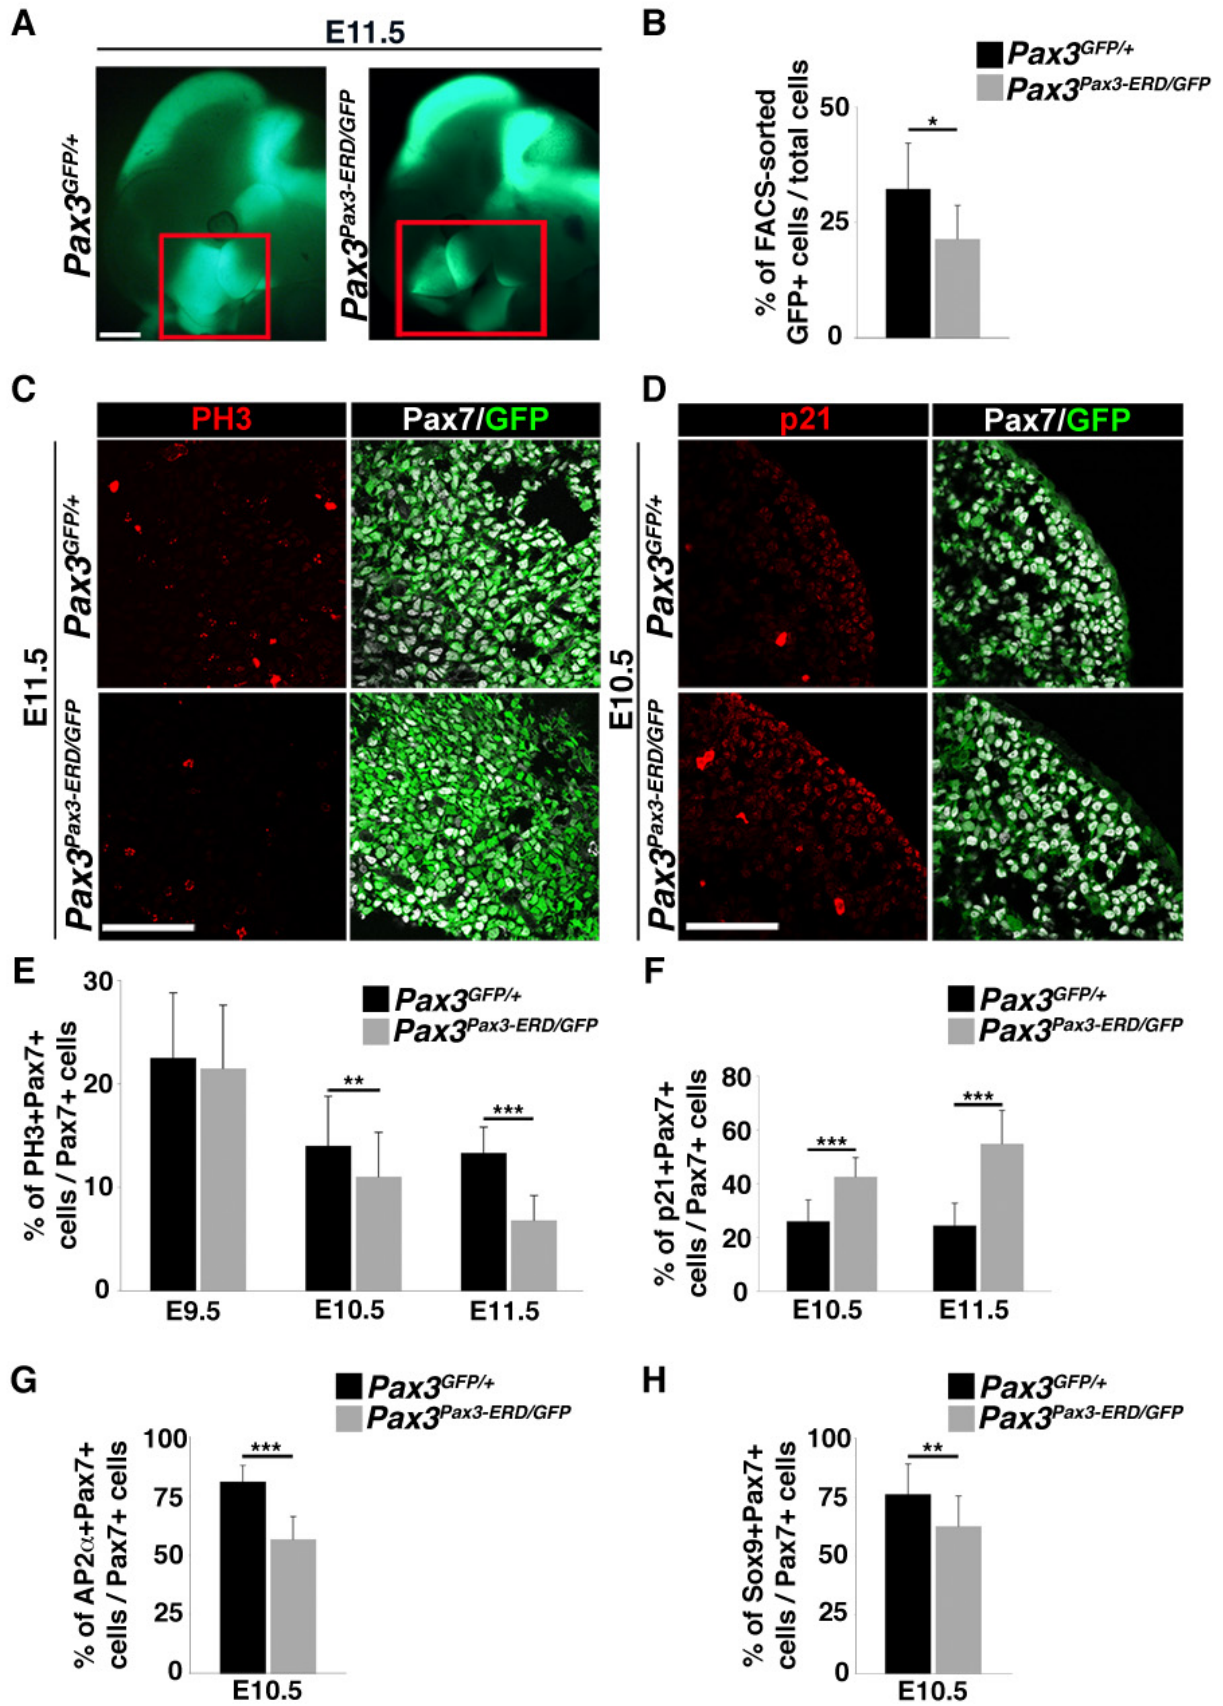 A
E11.5
Pax3GFP/+
Pax3Pax3-ERD/GFP
B
Pax3GFP/+
Pax3Pax3-ERD/GFP
% of FACS-sorted
GFP+ cells / total cells
50
25
0
*
C
PH3
Pax7/GFP
E11.5
Pax3GFP/+
Pax3Pax3-ERD/GFP
D
p21
Pax7/GFP
E10.5
Pax3GFP/+
Pax3Pax3-ERD/GFP
E
Pax3GFP/+
Pax3Pax3-ERD/GFP
% of PH3+Pax7+
cells / Pax7+ cells
30
20
10
0
**
***
E9.5
E10.5
E11.5
F
Pax3GFP/+
Pax3Pax3-ERD/GFP
% of p21+Pax7+
cells / Pax7+ cells
80
60
40
20
0
***
***
E10.5
E11.5
G
Pax3GFP/+
Pax3Pax3-ERD/GFP
% of AP2α+Pax7+
cells / Pax7+ cells
100
75
50
25
0
***
E10.5
H
Pax3GFP/+
Pax3Pax3-ERD/GFP
% of Sox9+Pax7+
cells / Pax7+ cells
100
75
50
25
0
**
E10.5